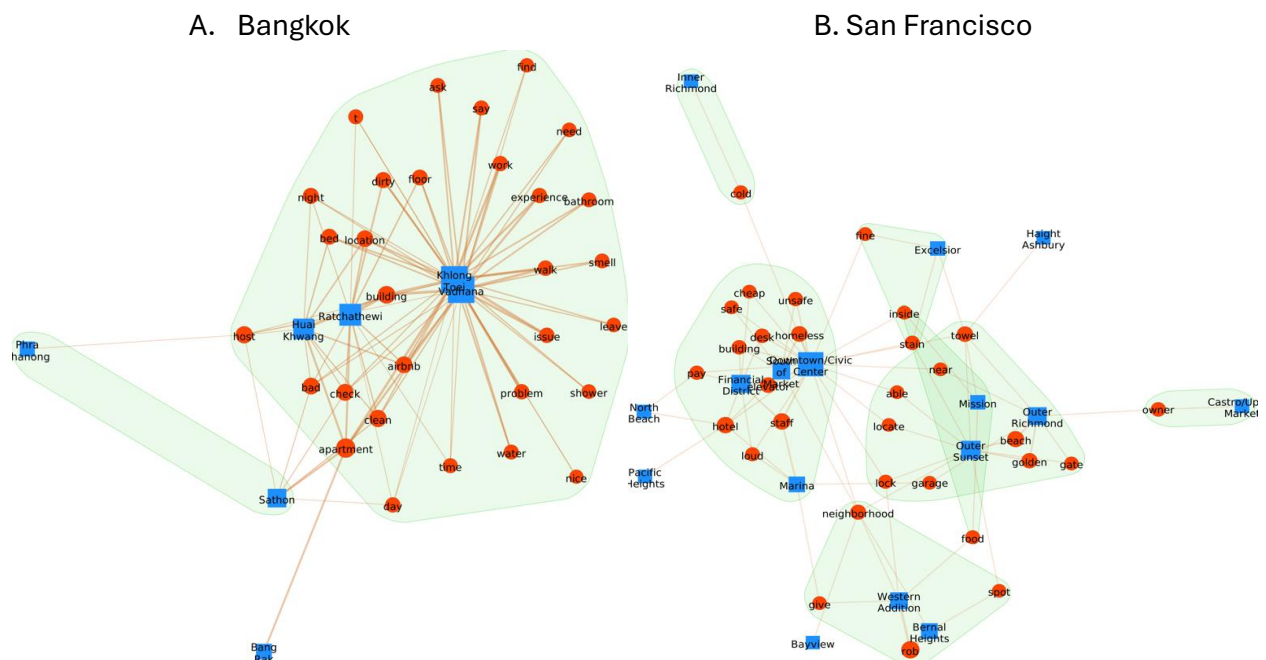 A. Bangkok
B. San Francisco
find
ask
say
t
need
work
dirty
floor
night
experience
bathroom
bed
location
smell
walk
Khlong
Toei
Vadhana
building
Ratchathewi
Huai
Khwang
host
leave
issue
Phra
hanong
airbnb
bad
check
problem
shower
clean
apartment
time
water
nice
Sathon
day
Bang
Rak
Inner
Richmond
cold
fine
Excelsior
Haight
Ashbury
cheap
safe
unsafe
inside
desk
homeless
stain
towel
building
South
of
Market
Downtown/Civic
Center
near
pay
Financial
District
elevator
able
Mission
North
Beach
Outer
Richmond
owner
Castro/Up
Market
hotel
staff
locate
beach
Outer
Sunset
loud
golden
gate
Pacific
Heights
Marina
lock
garage
neighborhood
food
Western
Addition
give
spot
Bayview
Bernal
Heights
rob